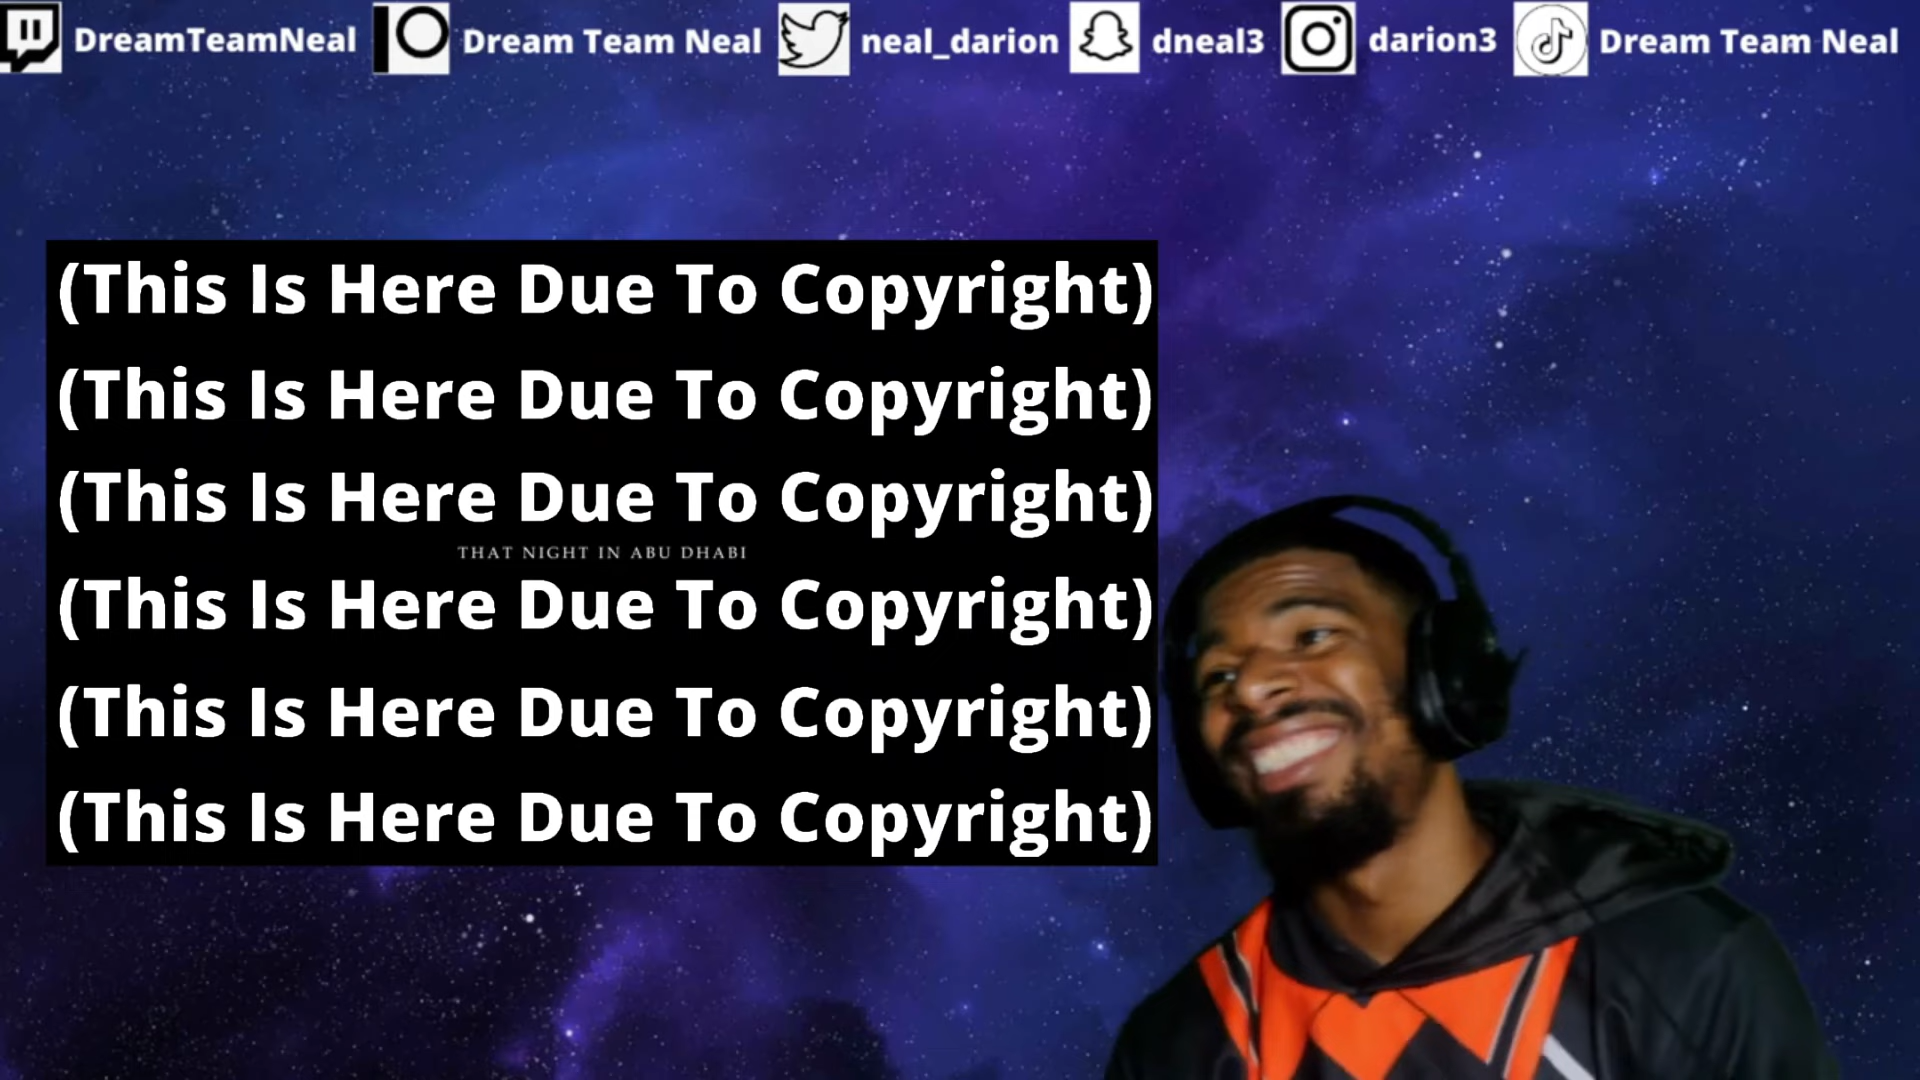 DreamTeamNeal Dream Team Neal neal_darion dneal3 darion3 Dream Team Neal
(This Is Here Due To Copyright)
(This Is Here Due To Copyright)
(This Is Here Due To Copyright)
THAT NIGHT IN ABU DHABI
(This Is Here Due To Copyright)
(This Is Here Due To Copyright)
(This Is Here Due To Copyright)